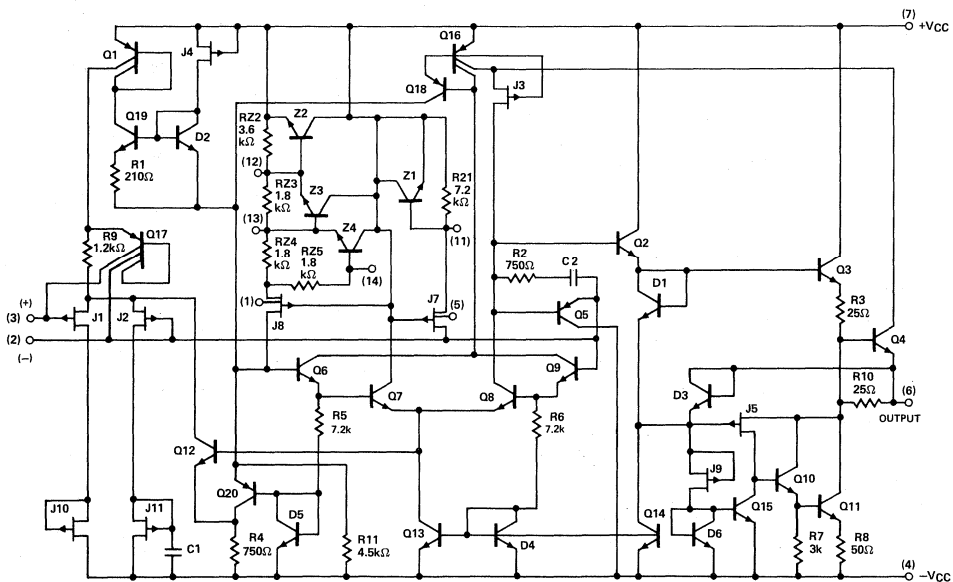 (7)
+VCC
Q1
J4
Q16
Q18
J3
Q19
D2
R1
210Ω
RZ2
3.6
kΩ
Z2
(12)
RZ3
1.8
kΩ
Z3
Z1
R21
7.2
kΩ
(13)
Z4
(11)
RZ4
1.8
kΩ
RZ5
1.8
kΩ
(14)
R9
1.2kΩ
Q17
Q2
R2
750Ω
C2
D1
Q3
R3
25Ω
(+)
(3)
J1
J2
(1)
J8
J7
(5)
Q5
Q4
(2)
(−)
Q6
Q7
Q8
Q9
R10
25Ω
(6)
OUTPUT
D3
R5
7.2k
R6
7.2k
J5
Q12
J9
Q10
Q20
J10
J11
C1
D5
R4
750Ω
R11
4.5kΩ
Q13
D4
Q14
D6
Q15
R7
3k
Q11
R8
50Ω
(4)
−VCC